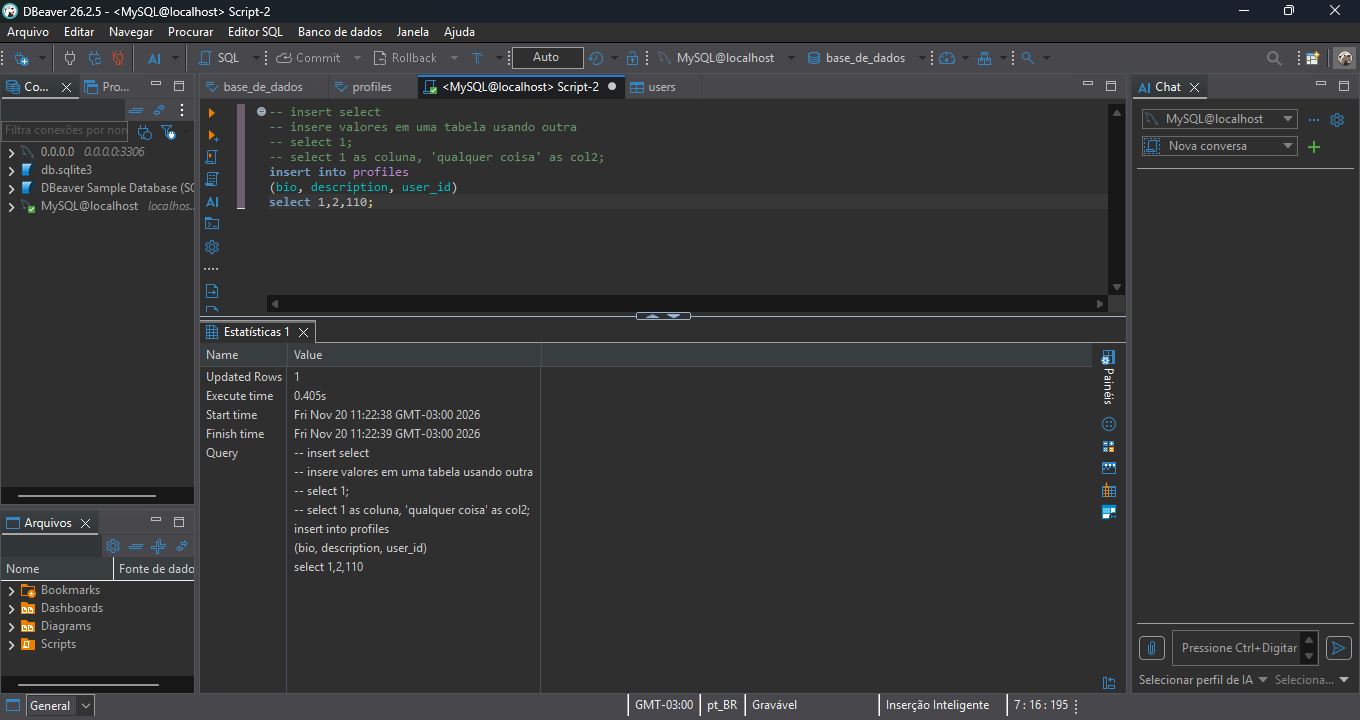 DBeaver 26.2.5 - <MySQL@localhost> Script-2
Arquivo Editar Navegar Procurar Editor SQL Banco de dados Janela Ajuda
AI SQL Commit Rollback T Auto MySQL@localhost base_de_dados
Co... Pro...
base_de_dados profiles <MySQL@localhost> Script-2 users
AI Chat
Filtra conexões por non
0.0.0.0 0.0.0.0:3306
db.sqlite3
DBeaver Sample Database (SC
MySQL@localhost localhos...
AI
-- insert select
-- insere valores em uma tabela usando outra
-- select 1;
-- select 1 as coluna, 'qualquer coisa' as col2;
insert into profiles
(bio, description, user_id)
select 1,2,110;
MySQL@localhost
Nova conversa
Estatísticas 1
Name Value
Updated Rows 1
Execute time 0.405s
Start time Fri Nov 20 11:22:38 GMT-03:00 2026
Finish time Fri Nov 20 11:22:39 GMT-03:00 2026
Query -- insert select
-- insere valores em uma tabela usando outra
-- select 1;
-- select 1 as coluna, 'qualquer coisa' as col2;
insert into profiles
(bio, description, user_id)
select 1,2,110
Painéis
Arquivos
Nome Fonte de dado
Bookmarks
Dashboards
Diagrams
Scripts
Pressione Ctrl+Digitar
Selecionar perfil de IA Seleciona...
General
GMT-03:00 pt_BR Gravável Inserção Inteligente 7 : 16 : 195